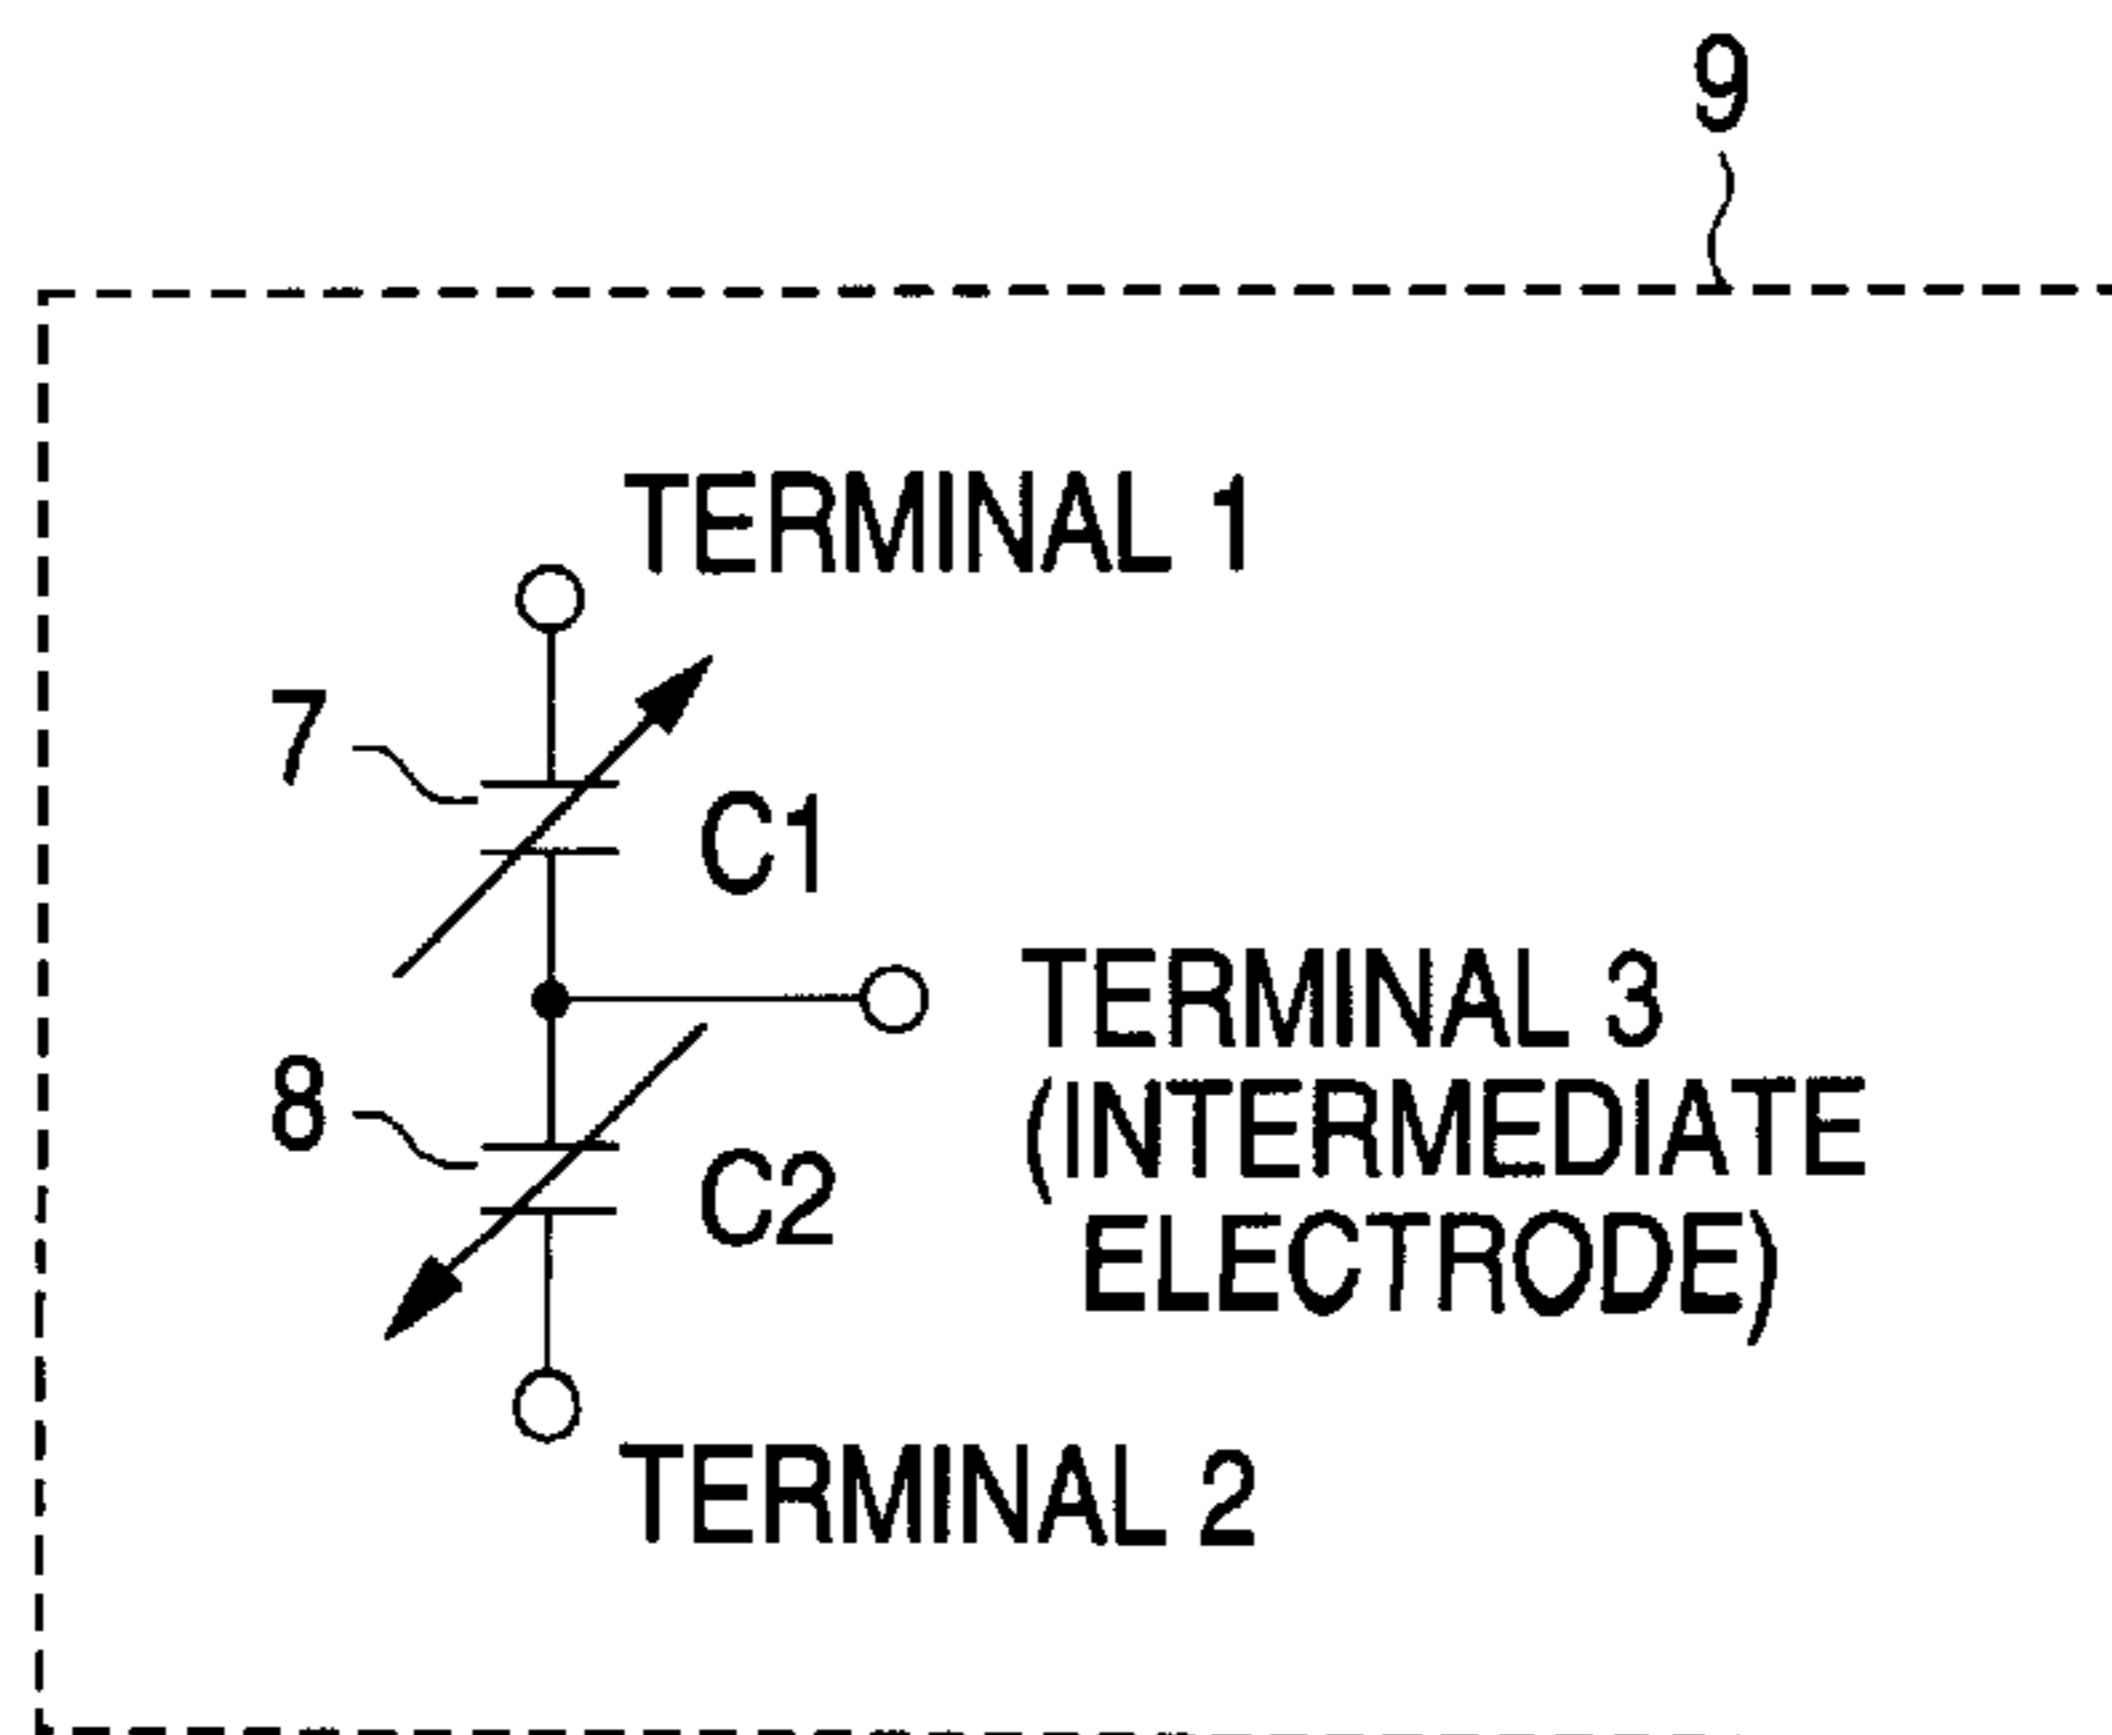 9
TERMINAL 1
7
C1
TERMINAL 3
(INTERMEDIATE
ELECTRODE)
8
C2
TERMINAL 2